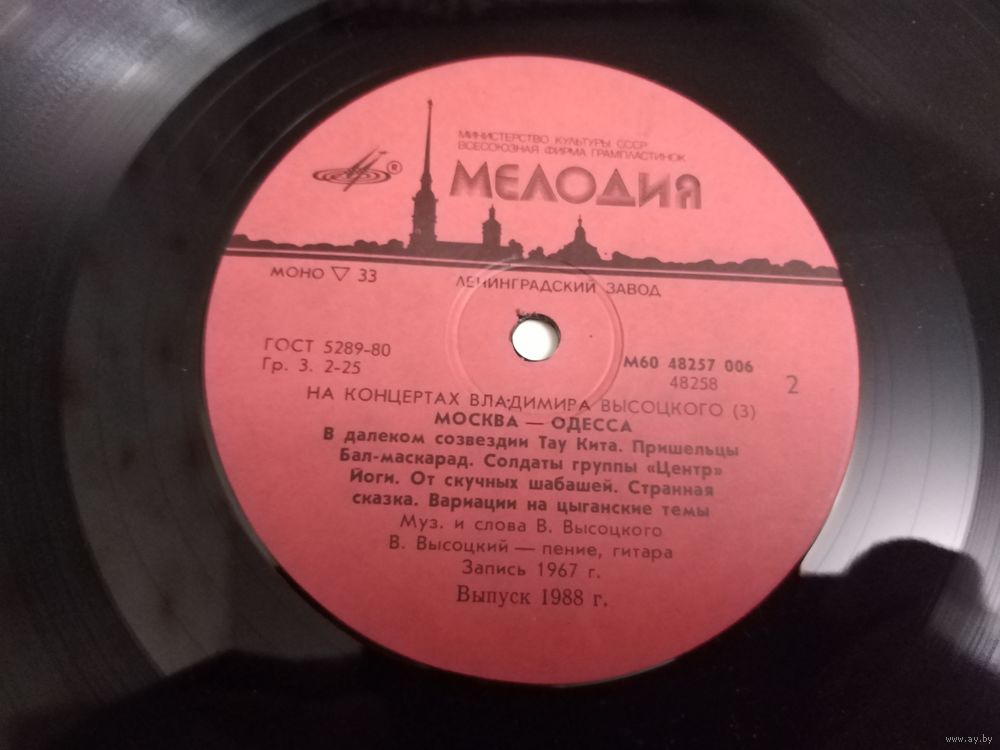 МИНИСТЕРСТВО КУЛЬТУРЫ СССР
ВСЕСОЮЗНАЯ ФИРМА ГРАМПЛАСТИНОК
®
МЕЛОДИЯ
МОНО ▽ 33
ЛЕНИНГРАДСКИЙ ЗАВОД
ГОСТ 5289-80
Гр. 3. 2-25
М60 48257 006
48258
2
НА КОНЦЕРТАХ ВЛАДИМИРА ВЫСОЦКОГО (3)
МОСКВА — ОДЕССА
В далеком созвездии Тау Кита. Пришельцы
Бал-маскарад. Солдаты группы «Центр»
Йоги. От скучных шабашей. Странная
сказка. Вариации на цыганские темы
Муз. и слова В. Высоцкого
В. Высоцкий — пение, гитара
Запись 1967 г.
Выпуск 1988 г.
www.ay.by